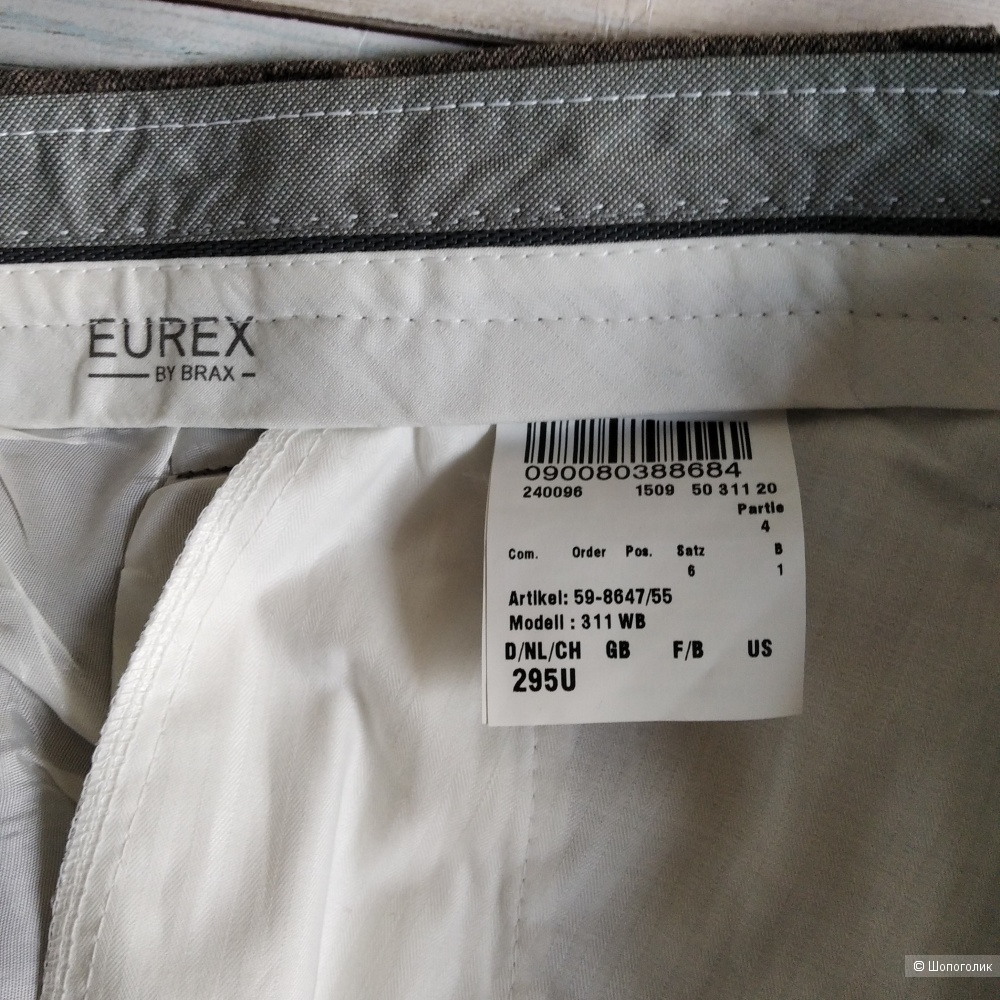 EUREX
BY BRAX
090080388684
240096 1509 50 311 20
Partie
4
Com. Order Pos. Satz B
6 1
Artikel: 59-8647/55
Modell : 311 WB
D/NL/CH GB F/B US
295U
© Шопоголик